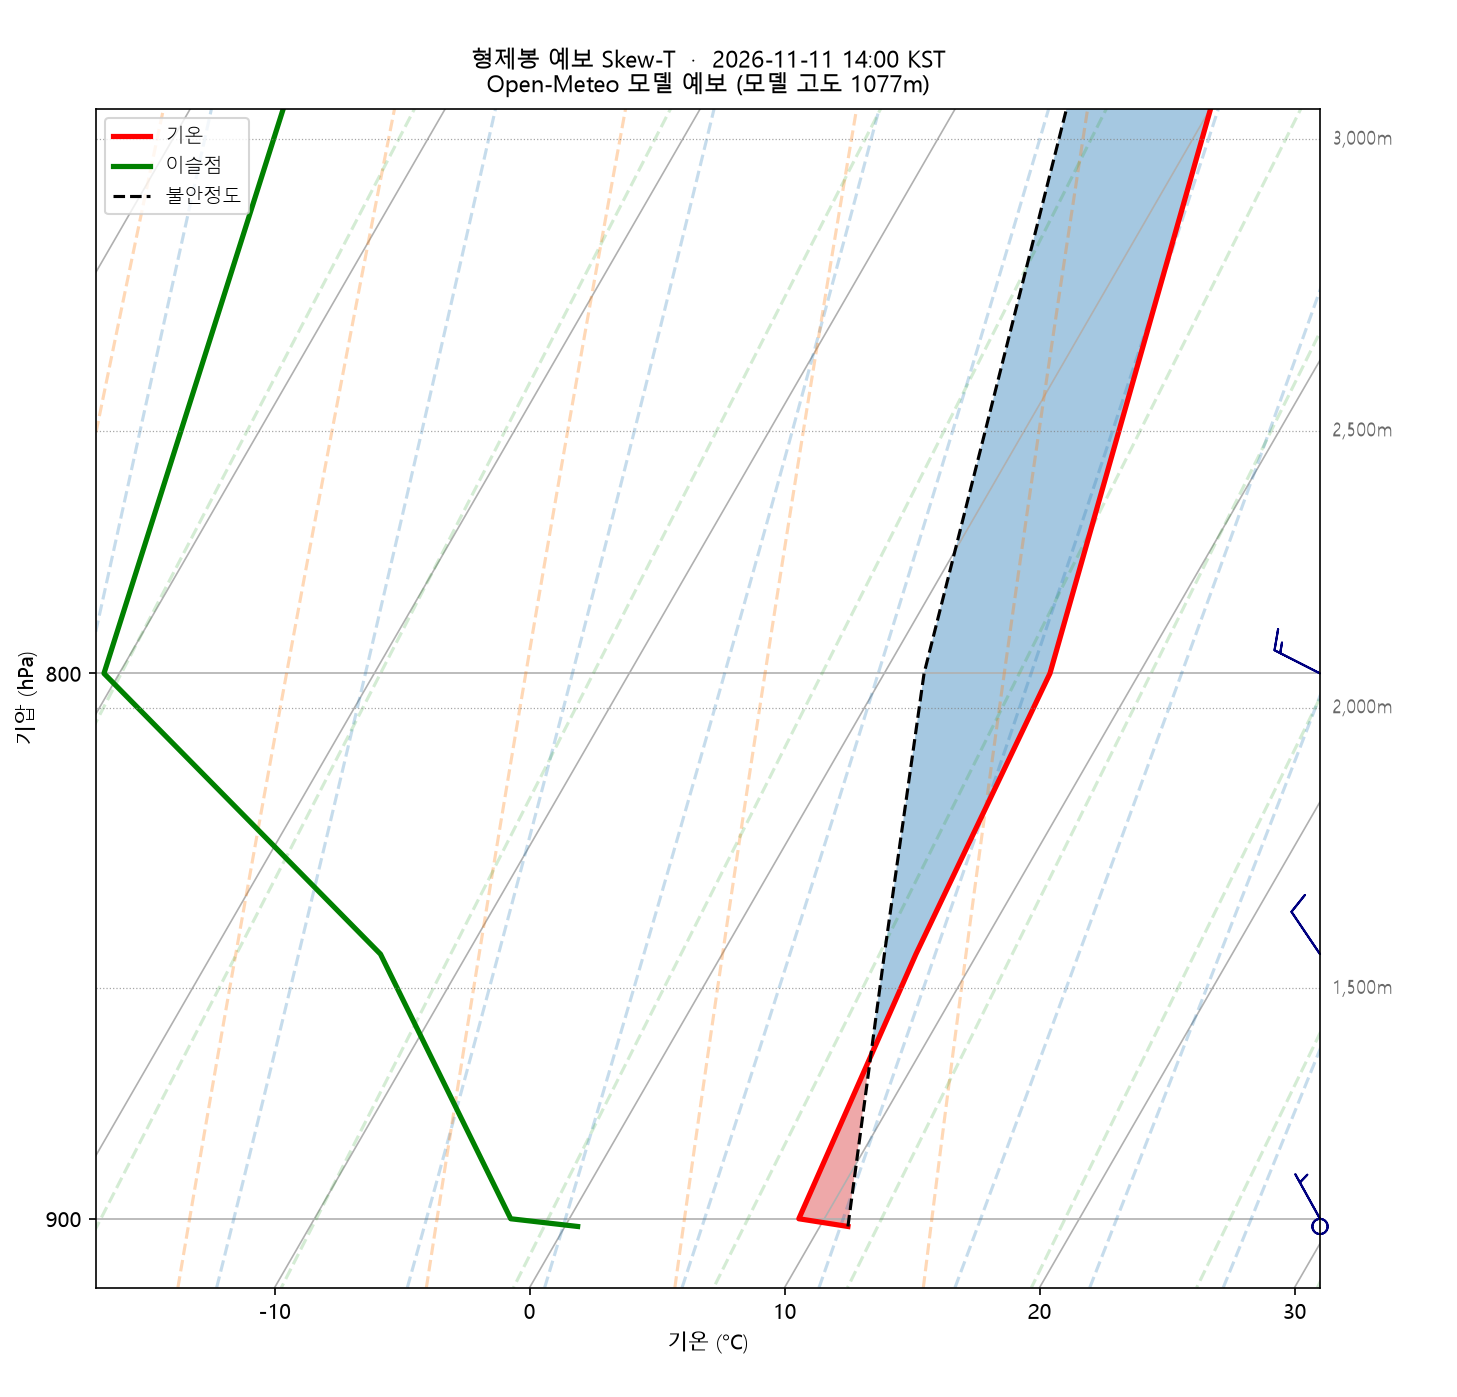 형제봉 예보 Skew-T · 2026-11-11 14:00 KST
Open-Meteo 모델 예보 (모델 고도 1077m)
기온
이슬점
불안정도
3,000m
2,500m
2,000m
1,500m
800
900
기압 (hPa)
-10 0 10 20 30
기온 (°C)